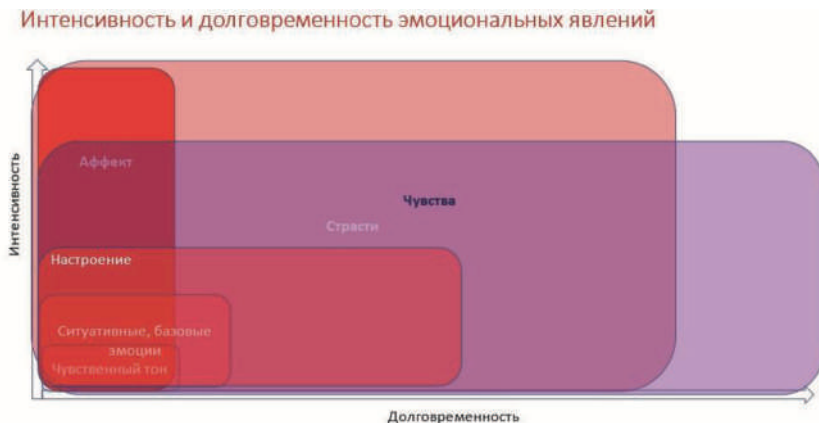 Интенсивность и долговременность эмоциональных явлений
Интенсивность
Аффект
Чувства
Страсти
Настроение
Ситуативные, базовые
эмоции
Чувственный тон
Долговременность